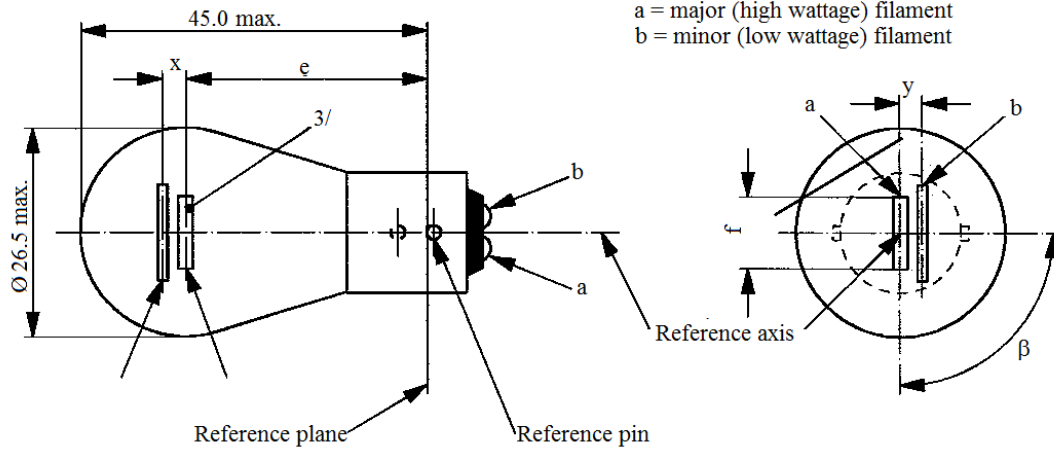 45.0 max.
a = major (high wattage) filament
b = minor (low wattage) filament
x
e
y
a
b
3/
b
Ø 26.5 max.
f
a
Reference axis
β
Reference plane
Reference pin